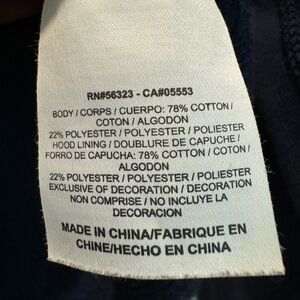 RN#56323 - CA#05553
BODY / CORPS / CUERPO: 78% COTTON /
COTON / ALGODON
22% POLYESTER / POLYESTER / POLIESTER
HOOD LINING / DOUBLURE DE CAPUCHE /
FORRO DE CAPUCHA: 78% COTTON / COTON /
ALGODON
22% POLYESTER / POLYESTER / POLIESTER
EXCLUSIVE OF DECORATION / DECORATION
NON COMPRISE / NO INCLUYE LA
DECORACION
MADE IN CHINA/FABRIQUE EN
CHINE/HECHO EN CHINA